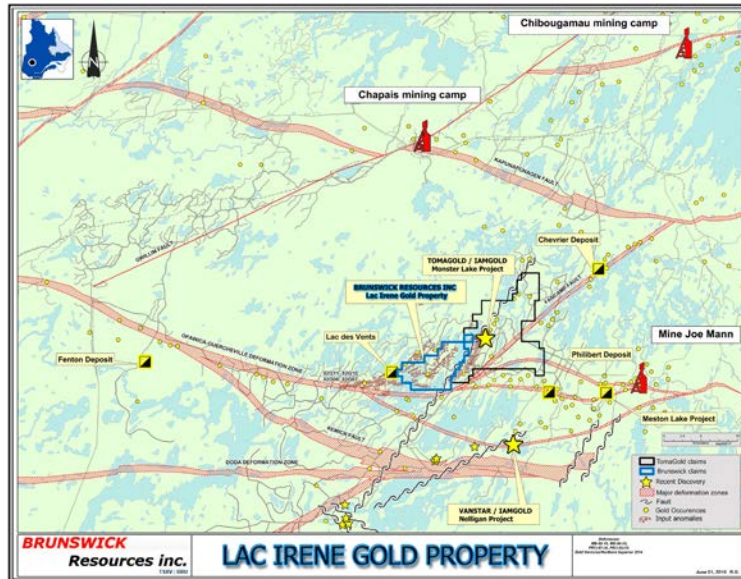 Chibougamau mining camp
N
Chapais mining camp
KAPUNAPOTAGEN FAULT
GWILLIM FAULT
Chevrier Deposit
TOMAGOLD / IAMGOLD
Monster Lake Project
FANCAMP FAULT
BRUNSWICK RESOURCES INC
Lac Irene Gold Property
Lac des Vents
Mine Joe Mann
OPAWICA-GUERCHEVILLE DEFORMATION ZONE
Fenton Deposit
Philibert Deposit
Meston Lake Project
DODA DEFORMATION ZONE
VANSTAR / IAMGOLD
Nelligan Project
TomaGold claims
Brunswick claims
Recent Discovery
Major deformation zones
Fault
Gold Occurences
Input anomalies
BRUNSWICK
Resources inc.
LAC IRENE GOLD PROPERTY